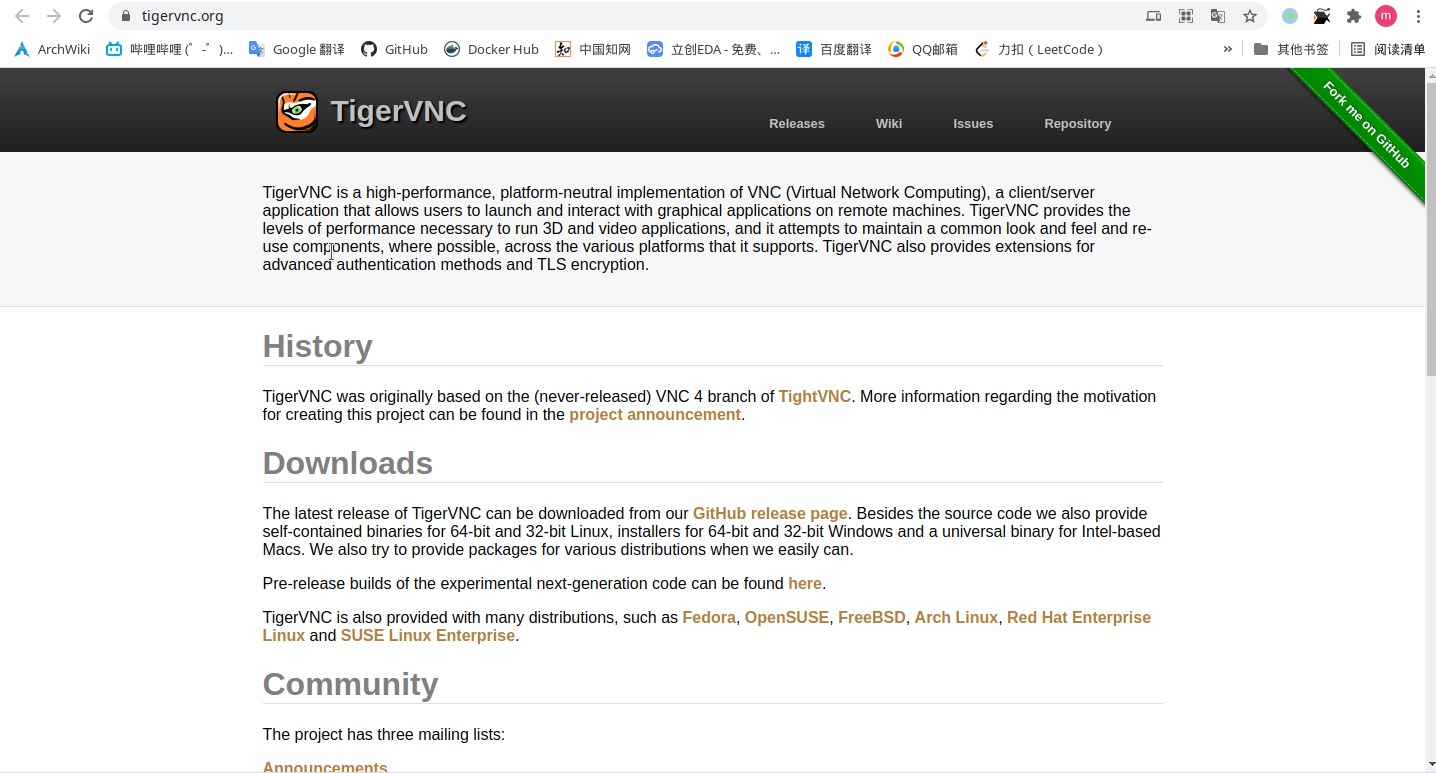 tigervnc.org
m
ArchWiki 哔哩哔哩 (゜-゜)... Google 翻译 GitHub Docker Hub 知 中国知网 立创EDA - 免费、... 译 百度翻译 QQ邮箱 力扣 ( LeetCode ) » 其他书签 阅读清单
TigerVNC
Releases Wiki Issues Repository
Fork me on GitHub
TigerVNC is a high-performance, platform-neutral implementation of VNC (Virtual Network Computing), a client/server
application that allows users to launch and interact with graphical applications on remote machines. TigerVNC provides the
levels of performance necessary to run 3D and video applications, and it attempts to maintain a common look and feel and re-
use components, where possible, across the various platforms that it supports. TigerVNC also provides extensions for
advanced authentication methods and TLS encryption.
History
TigerVNC was originally based on the (never-released) VNC 4 branch of TightVNC. More information regarding the motivation
for creating this project can be found in the project announcement.
Downloads
The latest release of TigerVNC can be downloaded from our GitHub release page. Besides the source code we also provide
self-contained binaries for 64-bit and 32-bit Linux, installers for 64-bit and 32-bit Windows and a universal binary for Intel-based
Macs. We also try to provide packages for various distributions when we easily can.
Pre-release builds of the experimental next-generation code can be found here.
TigerVNC is also provided with many distributions, such as Fedora, OpenSUSE, FreeBSD, Arch Linux, Red Hat Enterprise
Linux and SUSE Linux Enterprise.
Community
The project has three mailing lists:
Announcements